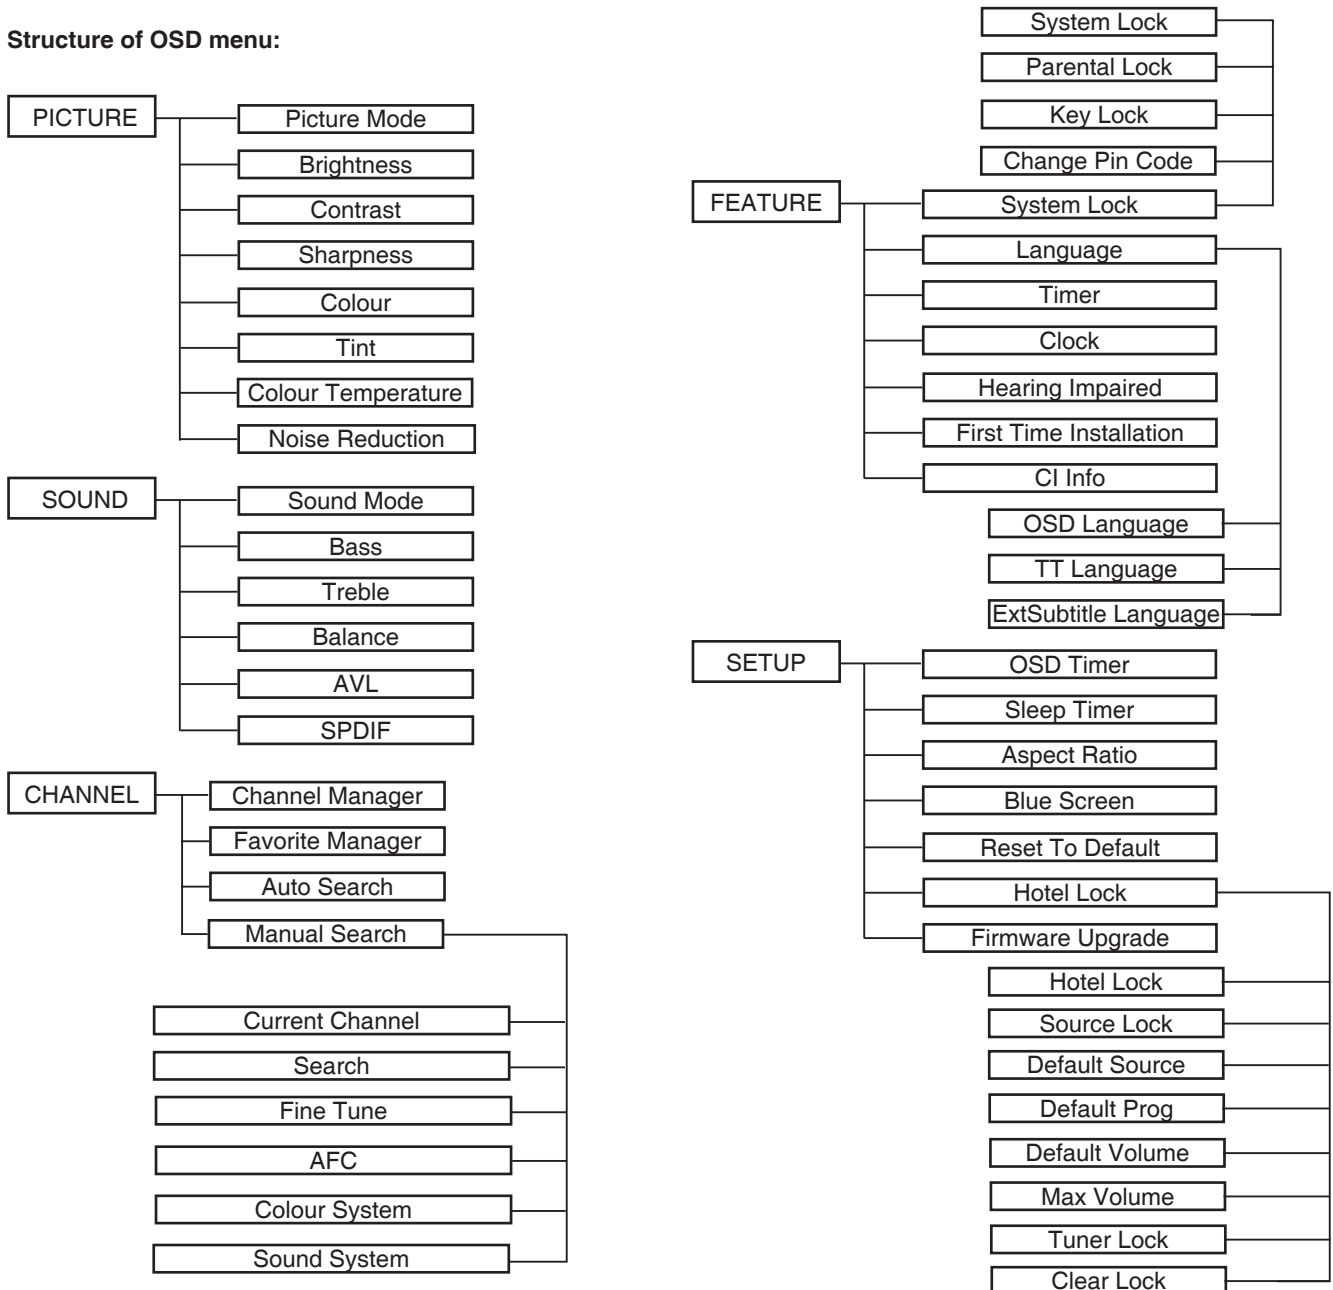 Structure of OSD menu:
PICTURE
Picture Mode
Brightness
Contrast
Sharpness
Colour
Tint
Colour Temperature
Noise Reduction
SOUND
Sound Mode
Bass
Treble
Balance
AVL
SPDIF
CHANNEL
Channel Manager
Favorite Manager
Auto Search
Manual Search
Current Channel
Search
Fine Tune
AFC
Colour System
Sound System
System Lock
Parental Lock
Key Lock
Change Pin Code
FEATURE
System Lock
Language
Timer
Clock
Hearing Impaired
First Time Installation
CI Info
OSD Language
TT Language
ExtSubtitle Language
SETUP
OSD Timer
Sleep Timer
Aspect Ratio
Blue Screen
Reset To Default
Hotel Lock
Firmware Upgrade
Hotel Lock
Source Lock
Default Source
Default Prog
Default Volume
Max Volume
Tuner Lock
Clear Lock